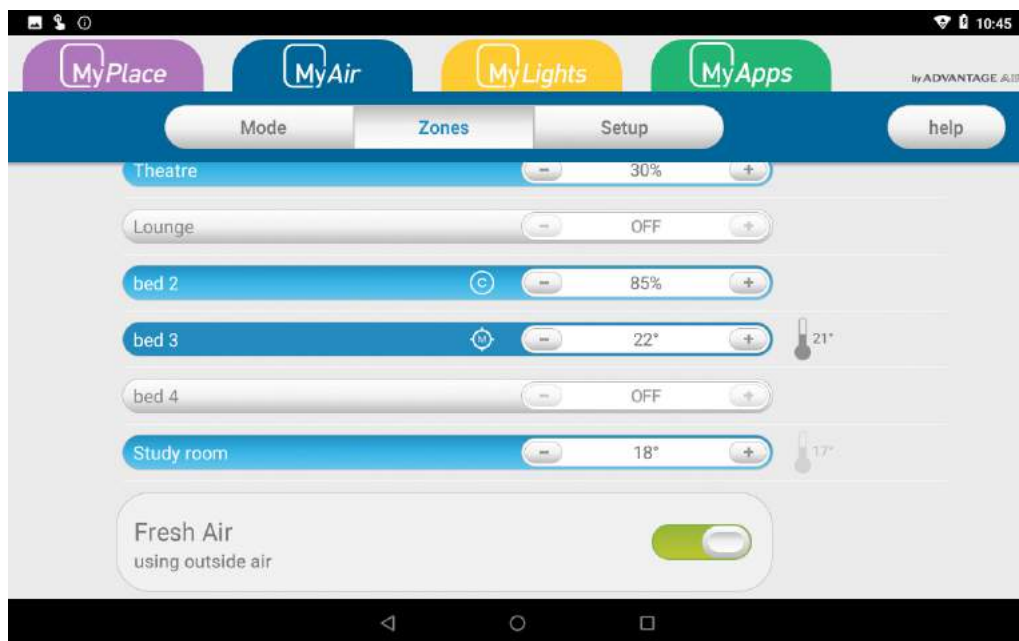 10:45
MyPlace MyAir MyLights MyApps by ADVANTAGE AIR
Mode Zones Setup help
Theatre 30%
Lounge OFF
bed 2 C 85%
bed 3 M 22° 21°
bed 4 OFF
Study room 18° 17°
Fresh Air
using outside air